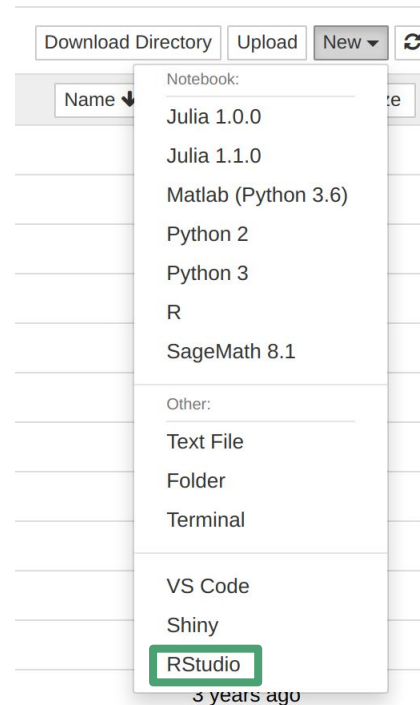 Download Directory Upload New
Name ze
Notebook:
Julia 1.0.0
Julia 1.1.0
Matlab (Python 3.6)
Python 2
Python 3
R
SageMath 8.1
Other:
Text File
Folder
Terminal
VS Code
Shiny
RStudio
3 years ago